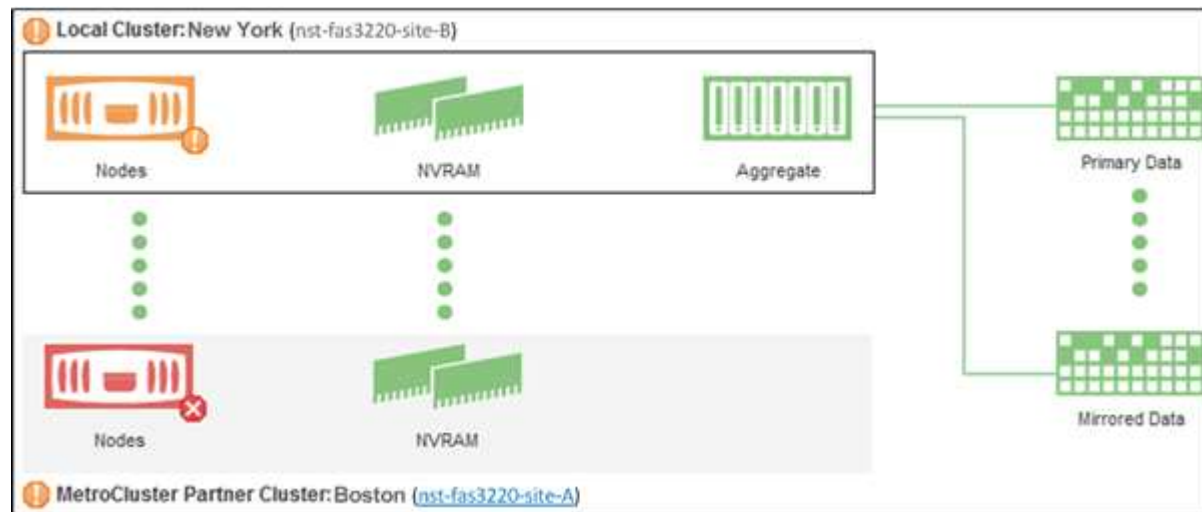 Local Cluster: New York (nst-fas3220-site-B)
Nodes
NVRAM
Aggregate
Primary Data
Nodes
NVRAM
Mirrored Data
MetroCluster Partner Cluster: Boston (nst-fas3220-site-A)